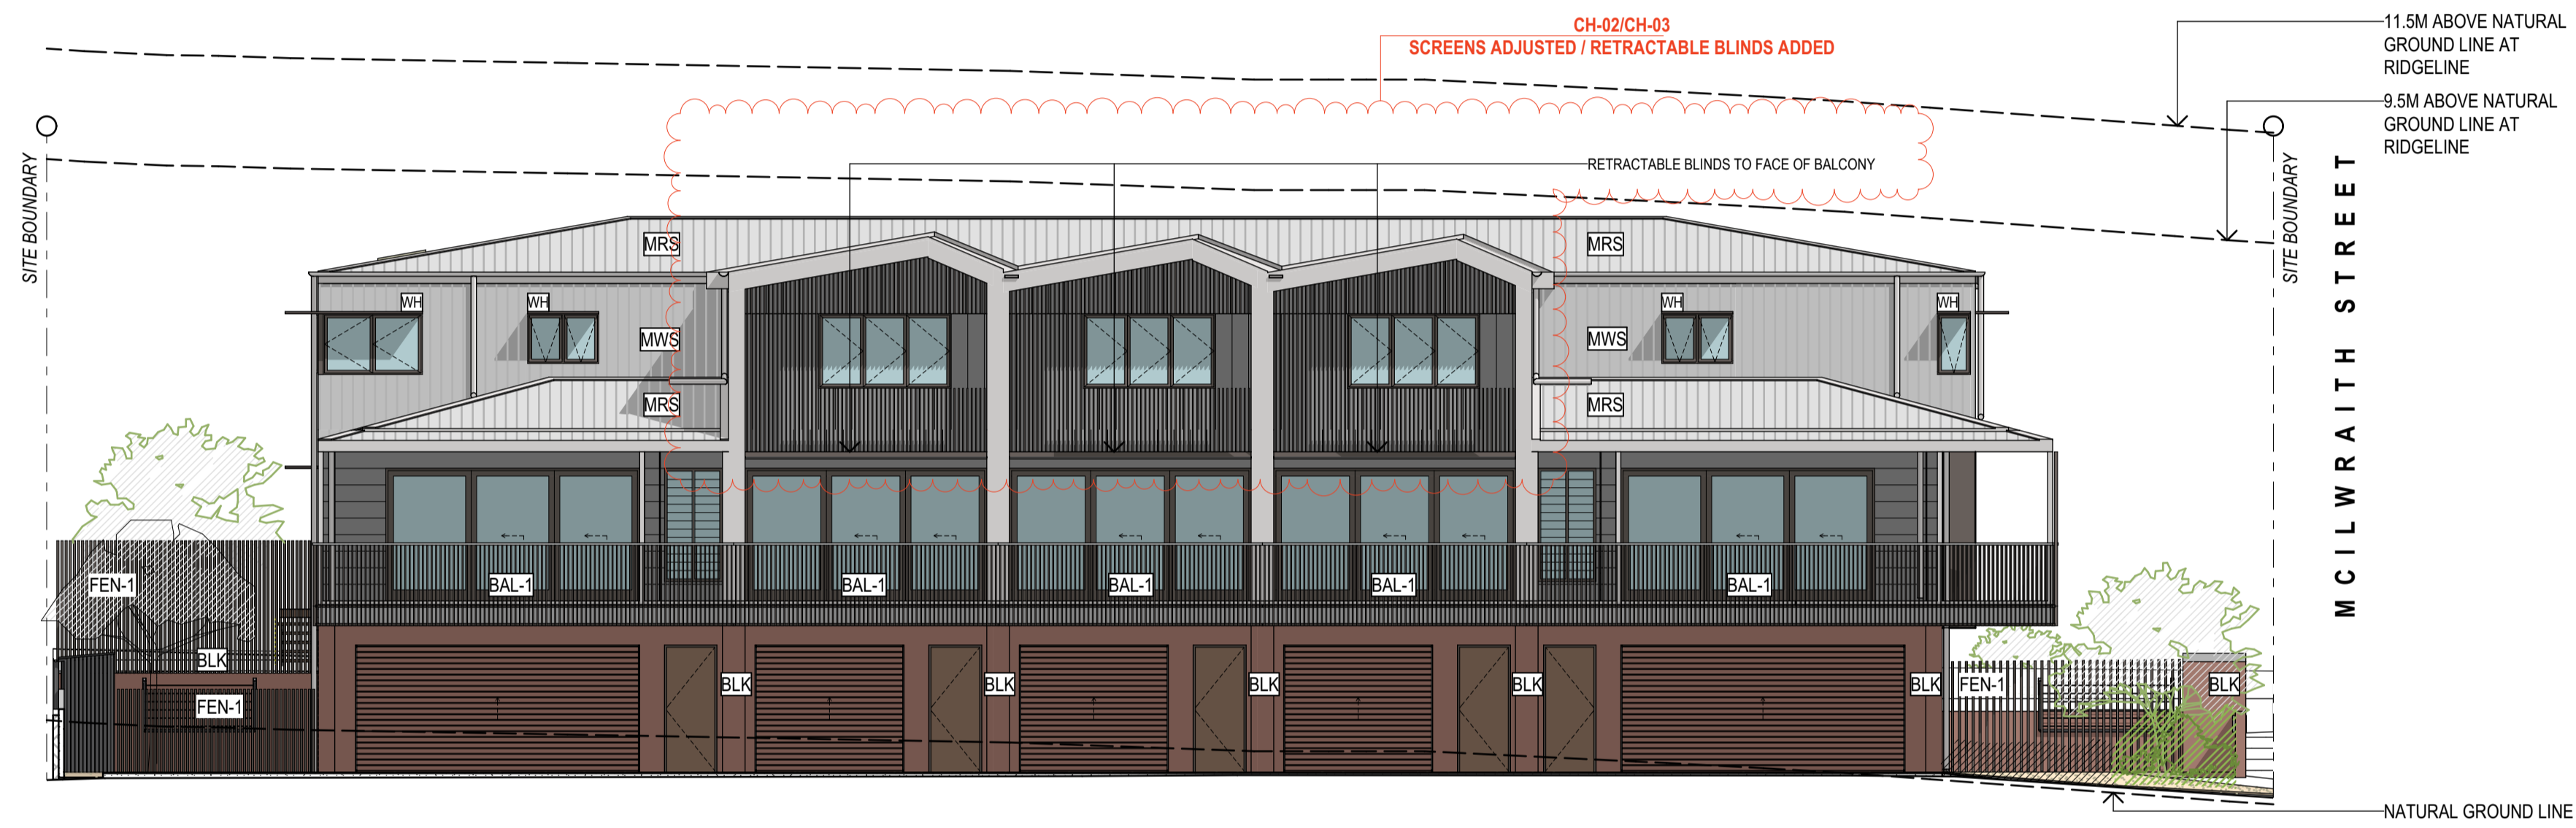 CH-02/CH-03
SCREENS ADJUSTED / RETRACTABLE BLINDS ADDED
11.5M ABOVE NATURAL
GROUND LINE AT
RIDGELINE
9.5M ABOVE NATURAL
GROUND LINE AT
RIDGELINE
SITE BOUNDARY
RETRACTABLE BLINDS TO FACE OF BALCONY
SITE BOUNDARY
MCILWRAITH STREET
MRS
MRS
WH
WH
WH
WH
MWS
MWS
MRS
MRS
FEN-1
BAL-1
BAL-1
BAL-1
BAL-1
BAL-1
BLK
BLK
BLK
BLK
BLK
BLK
FEN-1
BLK
FEN-1
NATURAL GROUND LINE